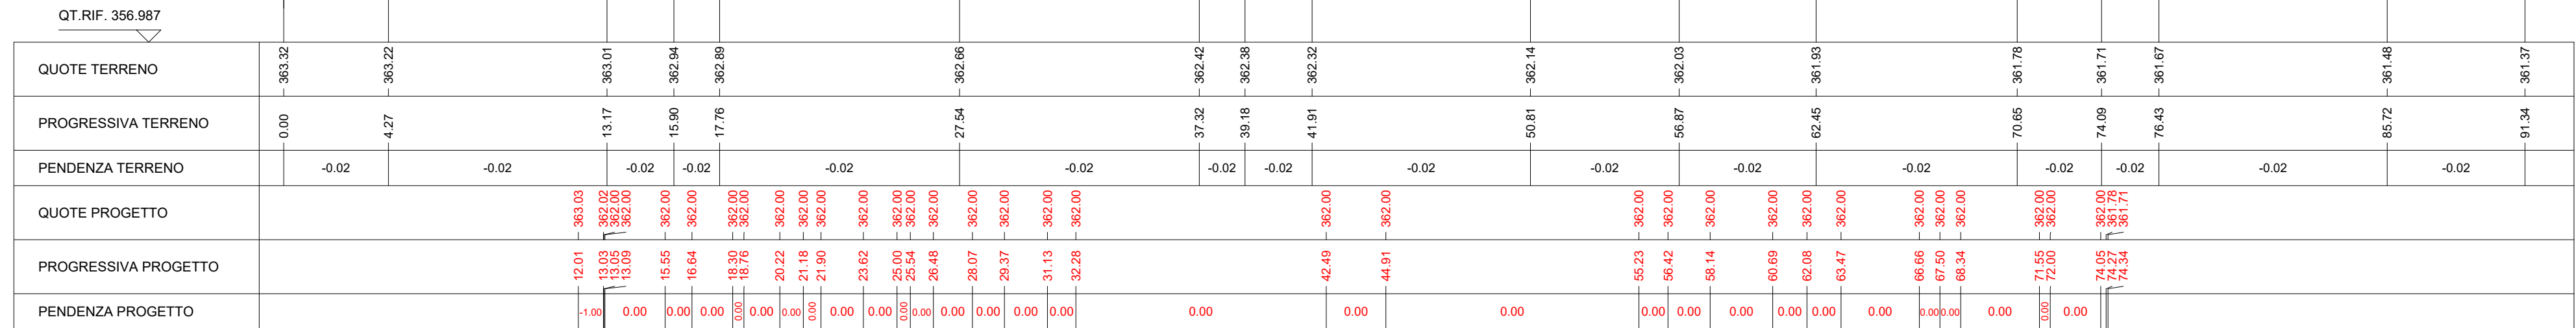 QT.RIF. 356.987
QUOTE TERRENO 363.32 363.22 363.01 362.94 362.89 362.66 362.42 362.38 362.32 362.14 362.03 361.93 361.78 361.71 361.67 361.48 361.37
PROGRESSIVA TERRENO 0.00 4.27 13.17 15.90 17.76 27.54 37.32 39.18 41.91 50.81 56.87 62.45 70.65 74.09 76.43 85.72 91.34
PENDENZA TERRENO -0.02 -0.02 -0.02 -0.02 -0.02 -0.02 -0.02 -0.02 -0.02 -0.02 -0.02 -0.02 -0.02 -0.02 -0.02 -0.02
QUOTE PROGETTO 363.03 362.02 362.00 362.00 362.00 362.00 362.00 362.00 362.00 362.00 362.00 362.00 362.00 362.00 362.00 362.00 362.00 362.00 362.00 362.00 362.00 362.00 362.00 362.00 362.00 362.00 362.00 362.00 362.00 362.00 362.00 362.00 362.00 361.78 361.71
PROGRESSIVA PROGETTO 12.01 13.03 13.05 13.09 15.55 16.64 18.30 18.76 20.22 21.18 21.90 23.62 25.00 25.54 26.48 28.07 29.37 31.13 32.28 42.49 44.91 55.23 56.42 58.14 60.69 62.08 63.47 66.66 67.50 68.34 71.55 72.00 74.05 74.27 74.34
PENDENZA PROGETTO -1.00 0.00 0.00 0.00 0.00 0.00 0.00 0.00 0.00 0.00 0.00 0.00 0.00 0.00 0.00 0.00 0.00 0.00 0.00 0.00 0.00 0.00 0.00 0.00 0.00 0.00 0.00 0.00 0.00 0.00